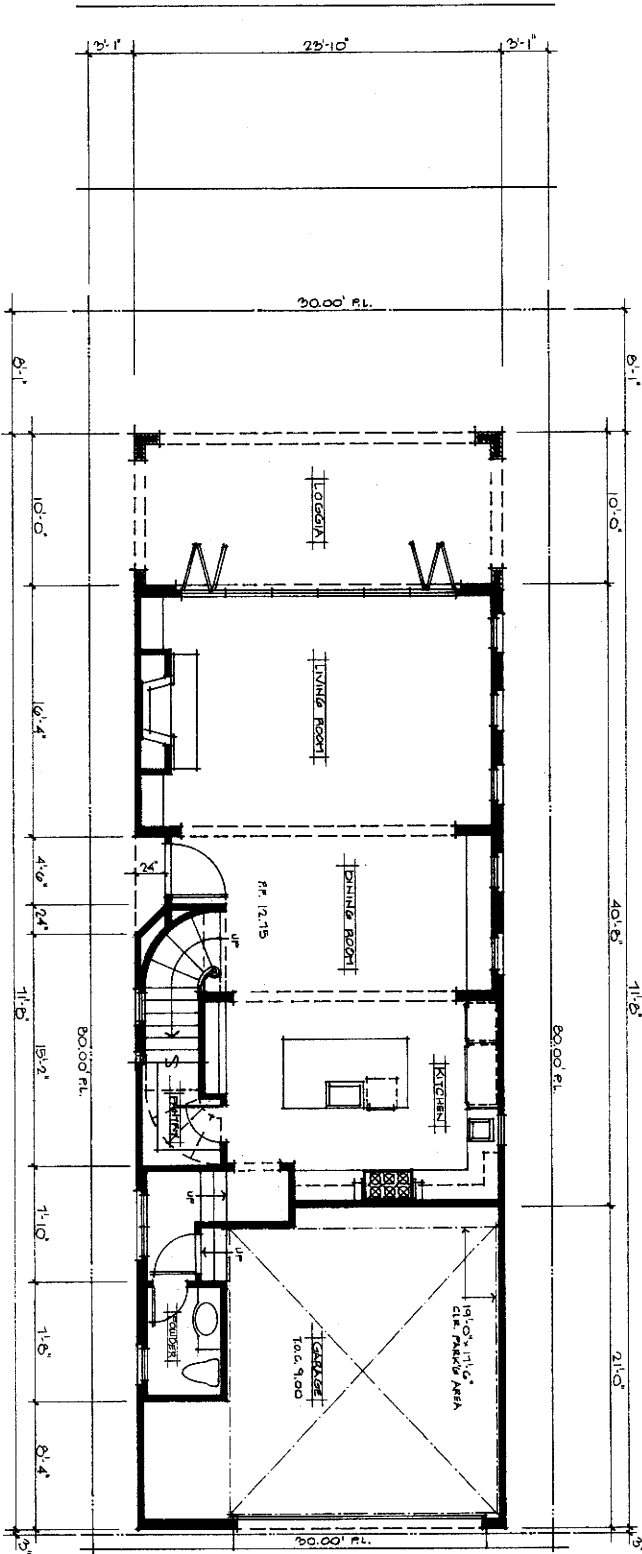 3'-1"
23'-10"
3'-1"
30.00' P.L.
8'-1"
8'-1"
10'-0"
LOGGIA
10'-0"
16'-4"
LIVING ROOM
4'-6"
24"
F.F. 12.75
DINING ROOM
40'-8"
71'-8"
24"
UP
71'-8"
80.00' P.L.
15'-2"
KITCHEN
80.00' P.L.
PANTRY
7'-10"
UP
UP
19'-0" x 17'-6"
CLR. PARK'G AREA
21'-0"
7'-8"
POWDER
GARAGE
T.O.C. 9.00
8'-4"
30.00' P.L.
3"
3"